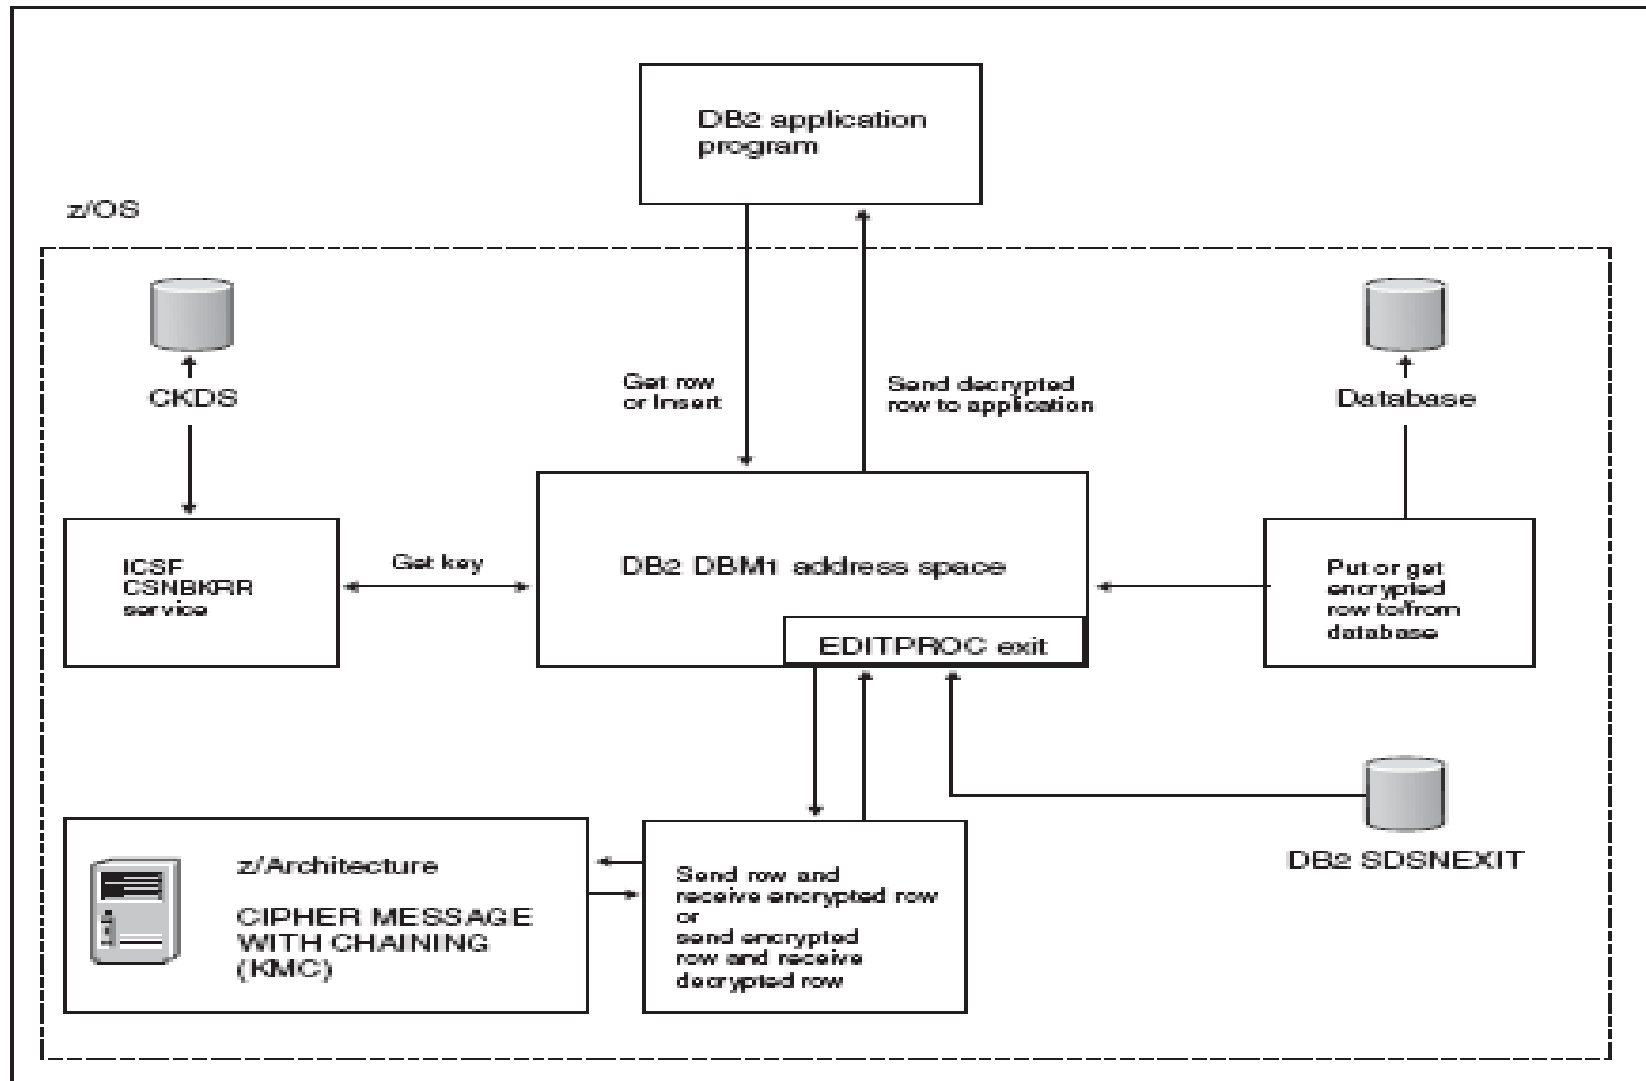 DB2 application
program
z/OS
CKDS
Get row
or Insert
Send decrypted
row to application
Database
ICSF
CSNBKRR
service
Get key
DB2 DBM1 address space
EDITPROC exit
Put or get
encrypted
row to/from
database
z/Architecture
CIPHER MESSAGE
WITH CHAINING
(KMC)
Send row and
receive encrypted row
or
send encrypted
row and receive
decrypted row
DB2 SDSNEXIT